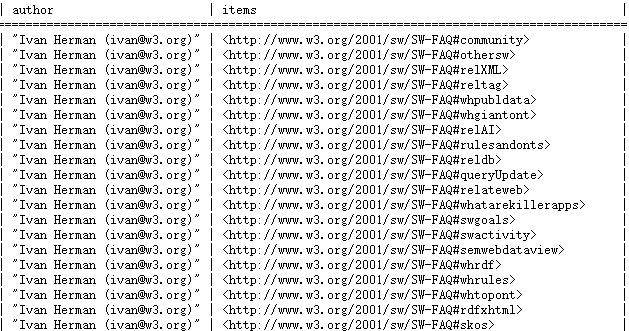 | author | items |
==========================================================================================
| "Ivan Herman (ivan@w3.org)" | <http://www.w3.org/2001/sw/SW-FAQ#community> |
| "Ivan Herman (ivan@w3.org)" | <http://www.w3.org/2001/sw/SW-FAQ#othersw> |
| "Ivan Herman (ivan@w3.org)" | <http://www.w3.org/2001/sw/SW-FAQ#relXML> |
| "Ivan Herman (ivan@w3.org)" | <http://www.w3.org/2001/sw/SW-FAQ#reltag> |
| "Ivan Herman (ivan@w3.org)" | <http://www.w3.org/2001/sw/SW-FAQ#whpubldata> |
| "Ivan Herman (ivan@w3.org)" | <http://www.w3.org/2001/sw/SW-FAQ#whgiantont> |
| "Ivan Herman (ivan@w3.org)" | <http://www.w3.org/2001/sw/SW-FAQ#relAI> |
| "Ivan Herman (ivan@w3.org)" | <http://www.w3.org/2001/sw/SW-FAQ#rulesandonts> |
| "Ivan Herman (ivan@w3.org)" | <http://www.w3.org/2001/sw/SW-FAQ#reldb> |
| "Ivan Herman (ivan@w3.org)" | <http://www.w3.org/2001/sw/SW-FAQ#queryUpdate> |
| "Ivan Herman (ivan@w3.org)" | <http://www.w3.org/2001/sw/SW-FAQ#relateweb> |
| "Ivan Herman (ivan@w3.org)" | <http://www.w3.org/2001/sw/SW-FAQ#whatarekillerapps> |
| "Ivan Herman (ivan@w3.org)" | <http://www.w3.org/2001/sw/SW-FAQ#swgoals> |
| "Ivan Herman (ivan@w3.org)" | <http://www.w3.org/2001/sw/SW-FAQ#swactivity> |
| "Ivan Herman (ivan@w3.org)" | <http://www.w3.org/2001/sw/SW-FAQ#semwebdataview> |
| "Ivan Herman (ivan@w3.org)" | <http://www.w3.org/2001/sw/SW-FAQ#whrdf> |
| "Ivan Herman (ivan@w3.org)" | <http://www.w3.org/2001/sw/SW-FAQ#whrules> |
| "Ivan Herman (ivan@w3.org)" | <http://www.w3.org/2001/sw/SW-FAQ#whtopont> |
| "Ivan Herman (ivan@w3.org)" | <http://www.w3.org/2001/sw/SW-FAQ#rdfxhtml> |
| "Ivan Herman (ivan@w3.org)" | <http://www.w3.org/2001/sw/SW-FAQ#skos> |